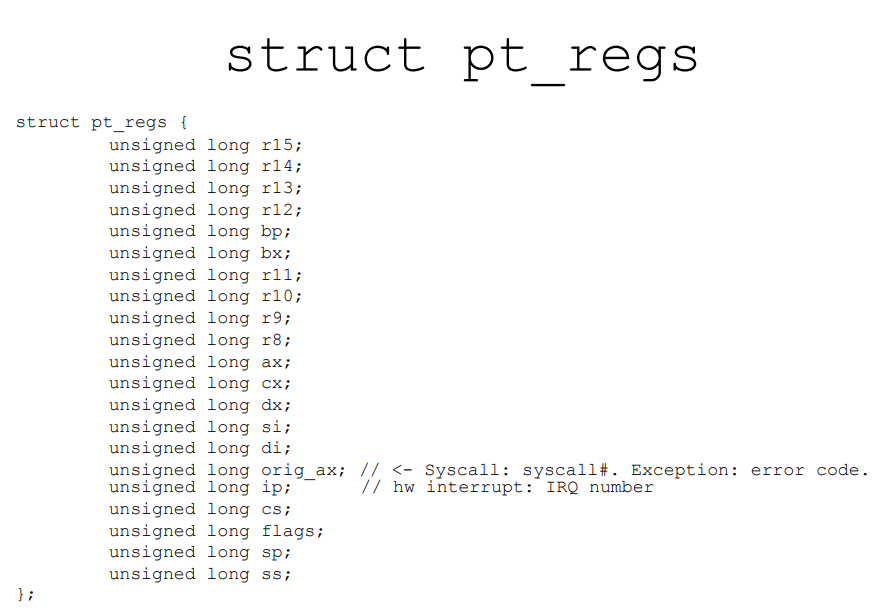 struct pt_regs
struct pt_regs {
        unsigned long r15;
        unsigned long r14;
        unsigned long r13;
        unsigned long r12;
        unsigned long bp;
        unsigned long bx;
        unsigned long r11;
        unsigned long r10;
        unsigned long r9;
        unsigned long r8;
        unsigned long ax;
        unsigned long cx;
        unsigned long dx;
        unsigned long si;
        unsigned long di;
        unsigned long orig_ax; // <- Syscall: syscall#. Exception: error code.
        unsigned long ip;      // hw interrupt: IRQ number
        unsigned long cs;
        unsigned long flags;
        unsigned long sp;
        unsigned long ss;
};